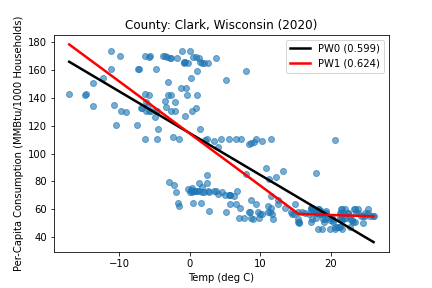 County: Clark, Wisconsin (2020)
PW0 (0.599)
PW1 (0.624)
Per-Capita Consumption (MMBtu/1000 Households)
180
160
140
120
100
80
60
40
−10
0
10
20
Temp (deg C)